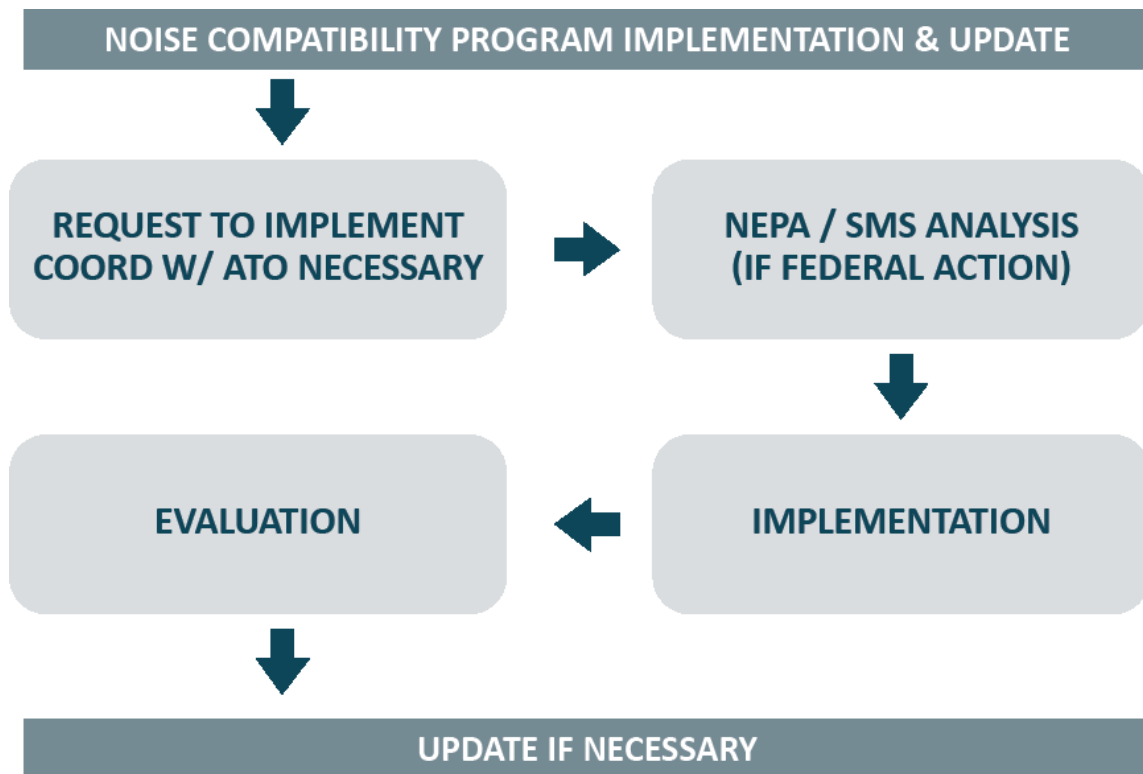 NOISE COMPATIBILITY PROGRAM IMPLEMENTATION & UPDATE
REQUEST TO IMPLEMENT
COORD W/ ATO NECESSARY
NEPA / SMS ANALYSIS
(IF FEDERAL ACTION)
IMPLEMENTATION
EVALUATION
UPDATE IF NECESSARY